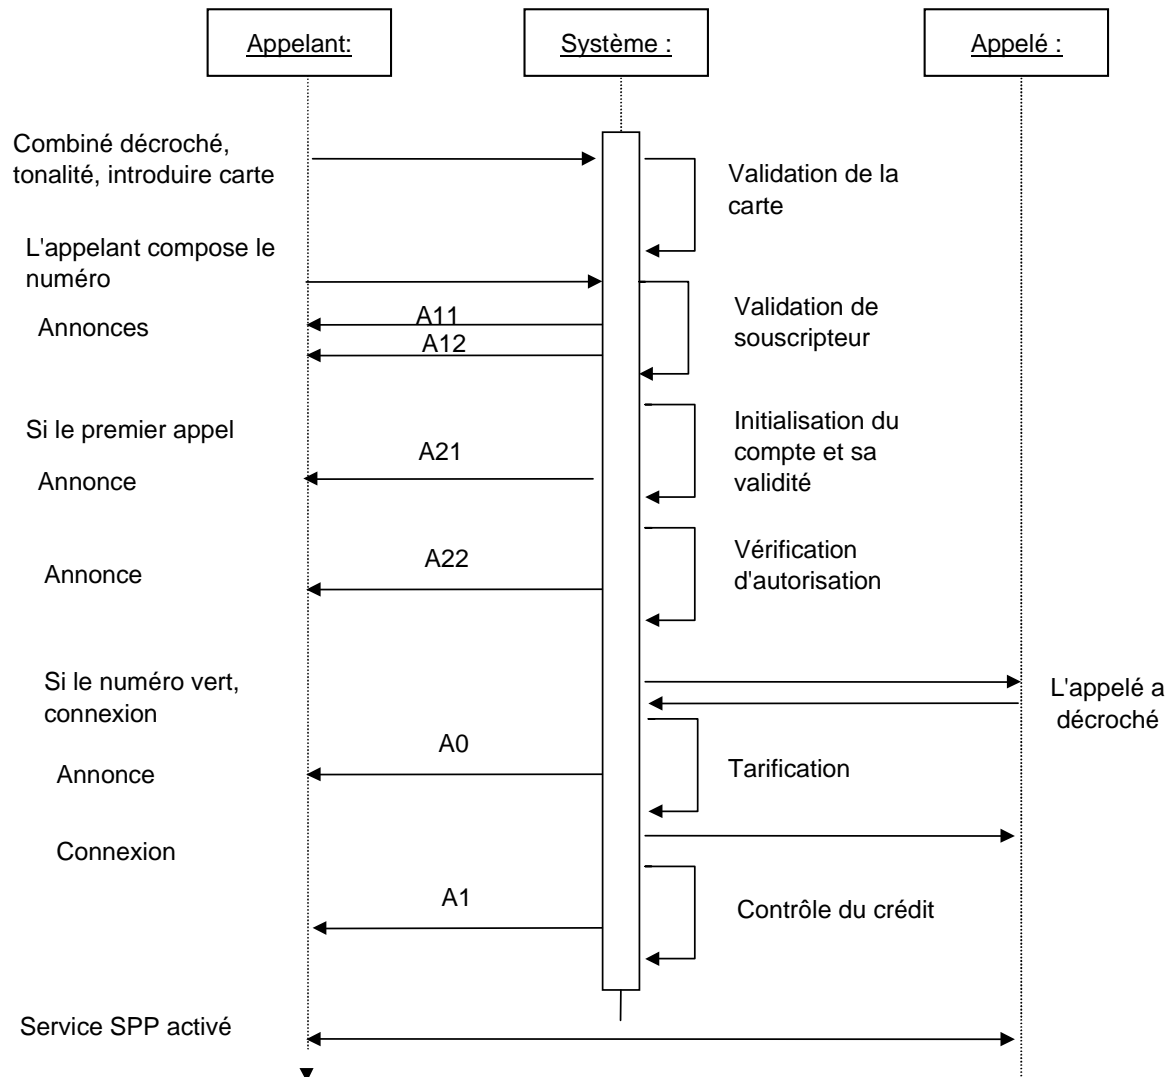 Appelant:
Système :
Appelé :
Combiné décroché,
tonalité, introduire carte
Validation de la
carte
L'appelant compose le
numéro
Annonces
A11
A12
Validation de
souscripteur
Si le premier appel
Annonce
A21
Initialisation du
compte et sa
validité
Annonce
A22
Vérification
d'autorisation
Si le numéro vert,
connexion
L'appelé a
décroché
A0
Annonce
Tarification
Connexion
A1
Contrôle du crédit
Service SPP activé